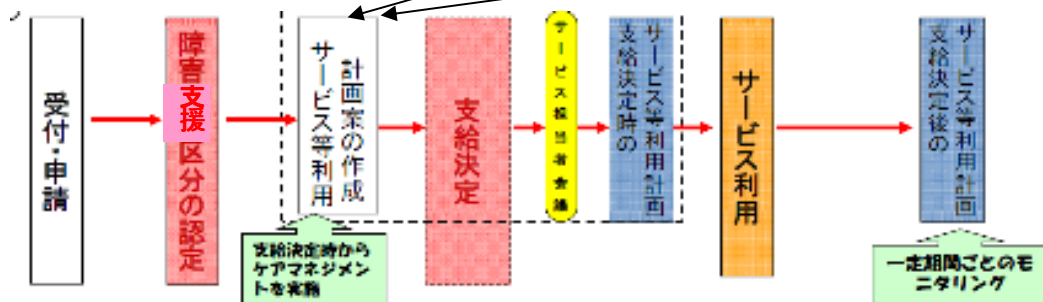 受付・申請
障害支援区分の認定
サービス等利用
計画案の作成
支給決定時から
ケアマネジメン
トを実施
支給決定
サービス担当者会議
支給決定時の
サービス等利用計画
サービス利用
支給決定後の
サービス等利用計画
一定期間ごとのモ
ニタリング